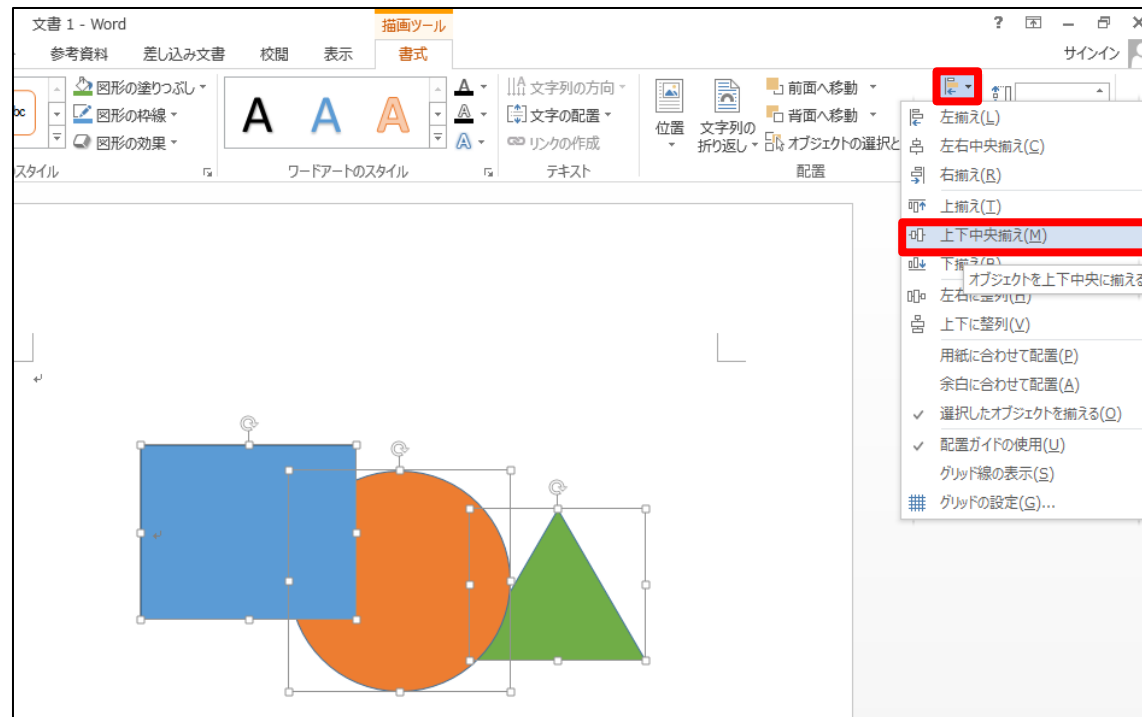 文書 1 - Word
描画ツール
参考資料 差し込み文書 校閲 表示 書式 サインイン
図形の塗りつぶし
図形の枠線
図形の効果
A A A
A
A
A
文字列の方向
文字の配置
リンクの作成
位置
文字列の
折り返し
前面へ移動
背面へ移動
オブジェクトの選択と
スタイル ワードアートのスタイル テキスト 配置
左揃え(L)
左右中央揃え(C)
右揃え(R)
上揃え(T)
上下中央揃え(M)
下揃え(B)
オブジェクトを上下中央に揃える
左右に整列(H)
上下に整列(V)
用紙に合わせて配置(P)
余白に合わせて配置(A)
選択したオブジェクトを揃える(O)
配置ガイドの使用(U)
グリッド線の表示(S)
グリッドの設定(G)...